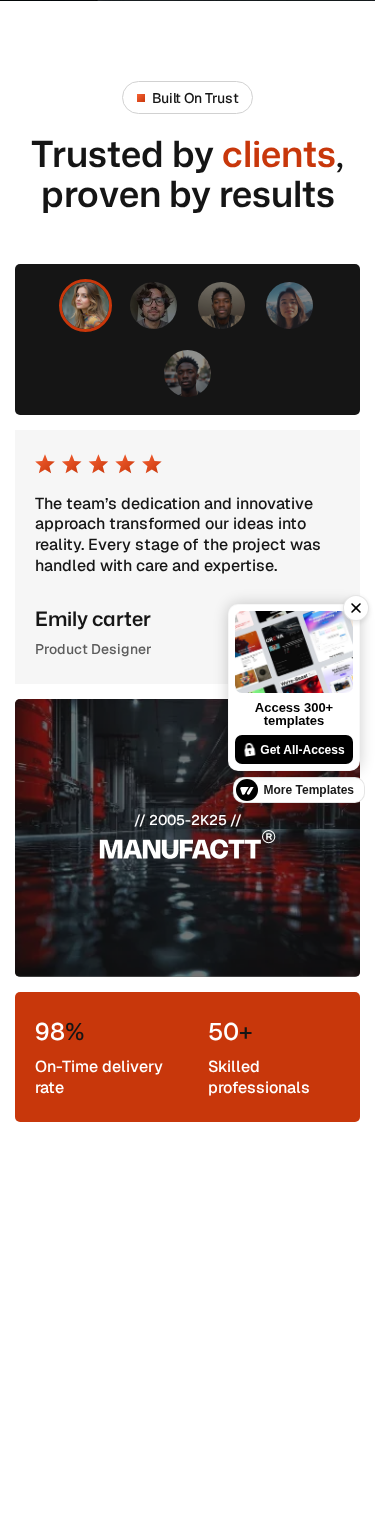 Built On Trust
Trusted by clients,
proven by results
The team’s dedication and innovative
approach transformed our ideas into
reality. Every stage of the project was
handled with care and expertise.
Emily carter
Product Designer
Access 300+
templates
Get All-Access
More Templates
// 2005-2K25 //
MANUFACTT®
98%
On-Time delivery
rate
50+
Skilled
professionals